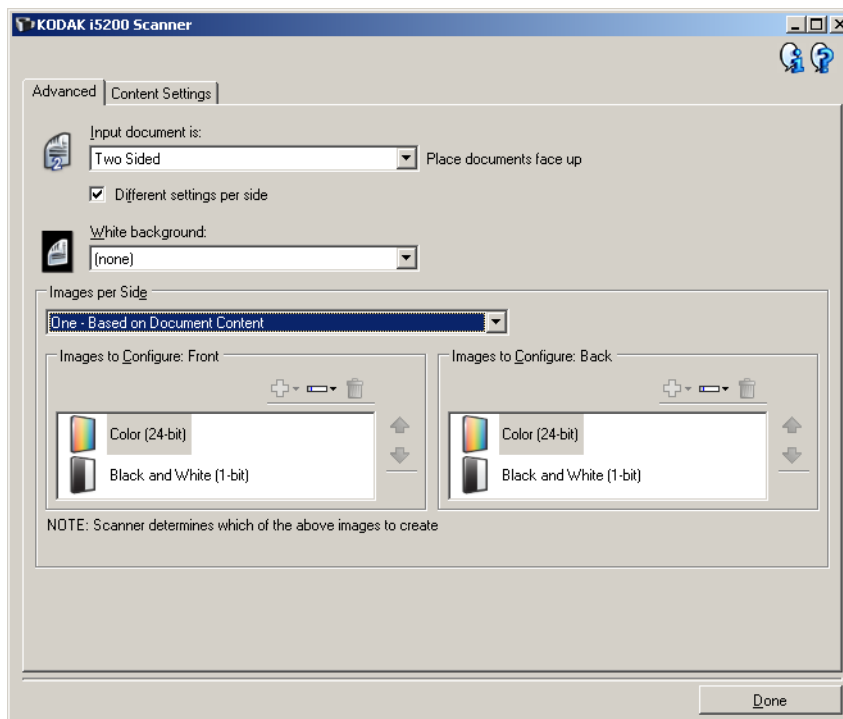 KODAK i5200 Scanner
Advanced
Content Settings
Input document is:
Two Sided
Place documents face up
Different settings per side
White background:
(none)
Images per Side
One - Based on Document Content
Images to Configure: Front
Images to Configure: Back
Color (24-bit)
Black and White (1-bit)
Color (24-bit)
Black and White (1-bit)
NOTE: Scanner determines which of the above images to create
Done